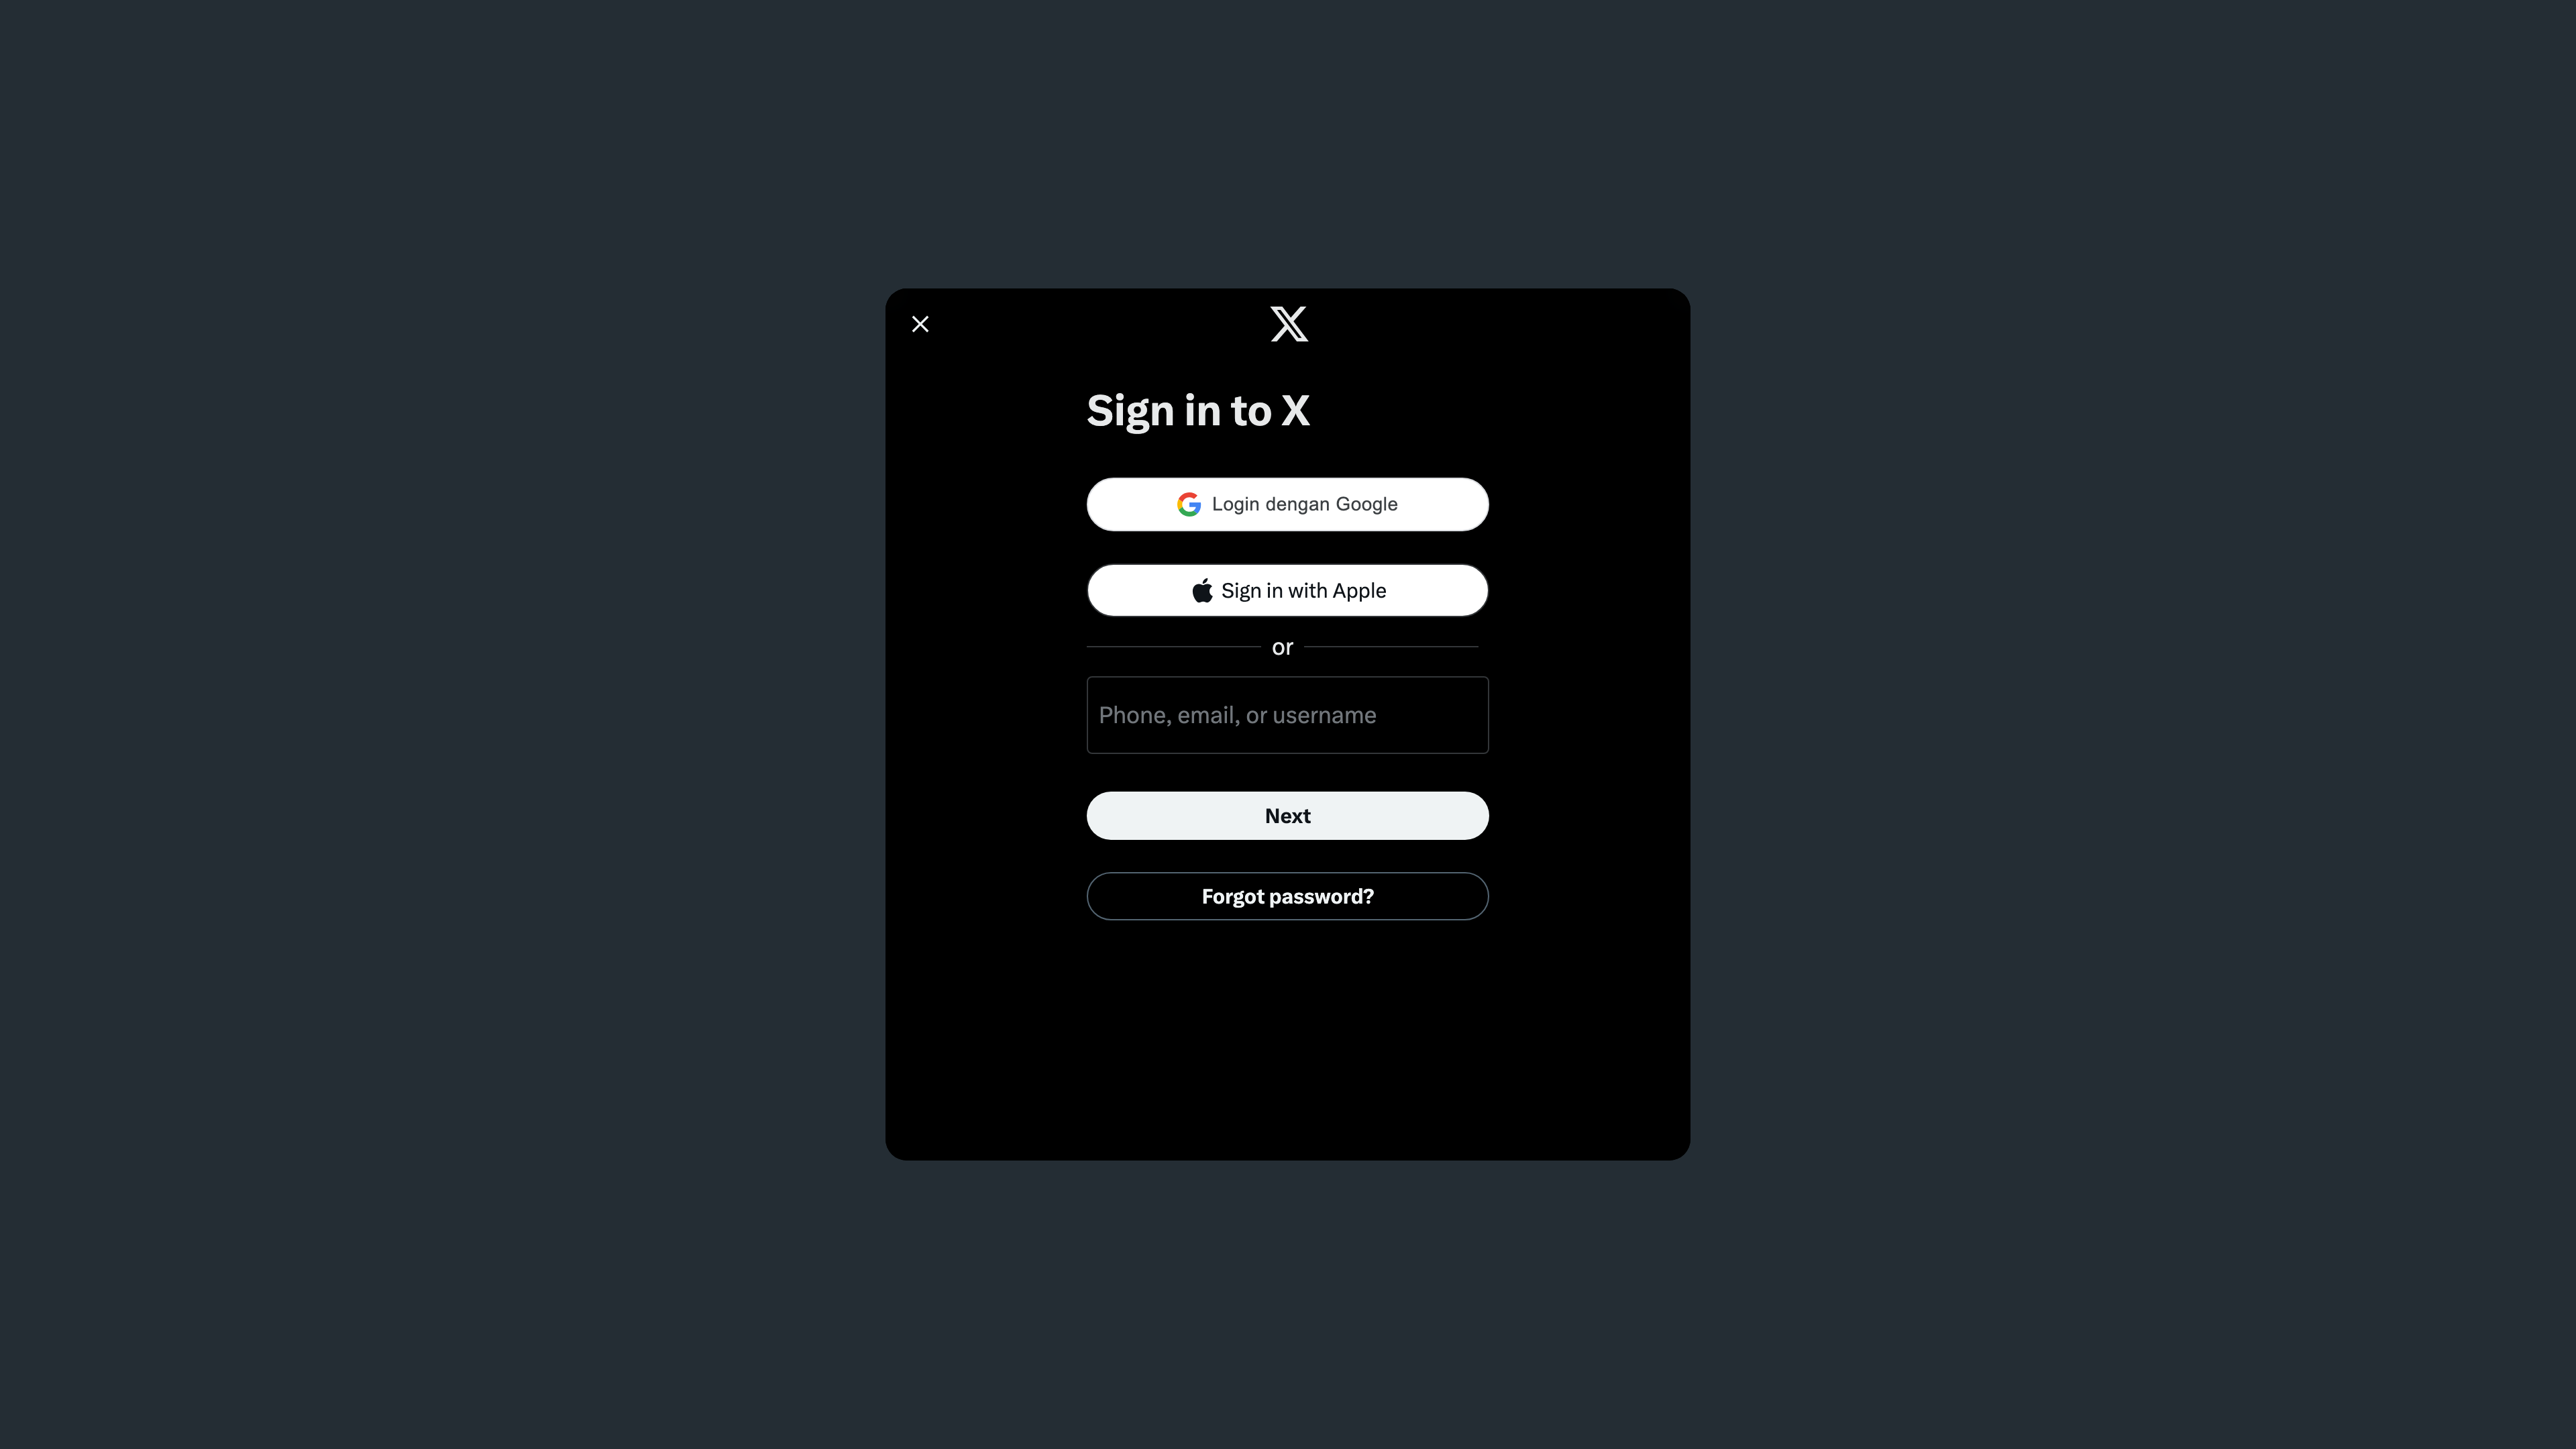 Sign in to X
Login dengan Google
Sign in with Apple
or
Phone, email, or username
Next
Forgot password?